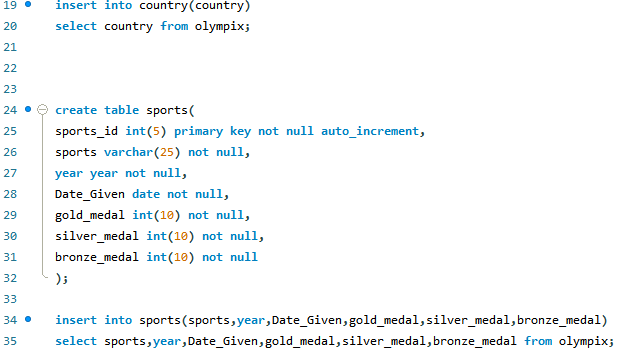 19 insert into country(country)
20 select country from olympix;
21
22
23
24 create table sports(
25 sports_id int(5) primary key not null auto_increment,
26 sports varchar(25) not null,
27 year year not null,
28 Date_Given date not null,
29 gold_medal int(10) not null,
30 silver_medal int(10) not null,
31 bronze_medal int(10) not null
32 );
33
34 insert into sports(sports,year,Date_Given,gold_medal,silver_medal,bronze_medal)
35 select sports,year,Date_Given,gold_medal,silver_medal,bronze_medal from olympix;